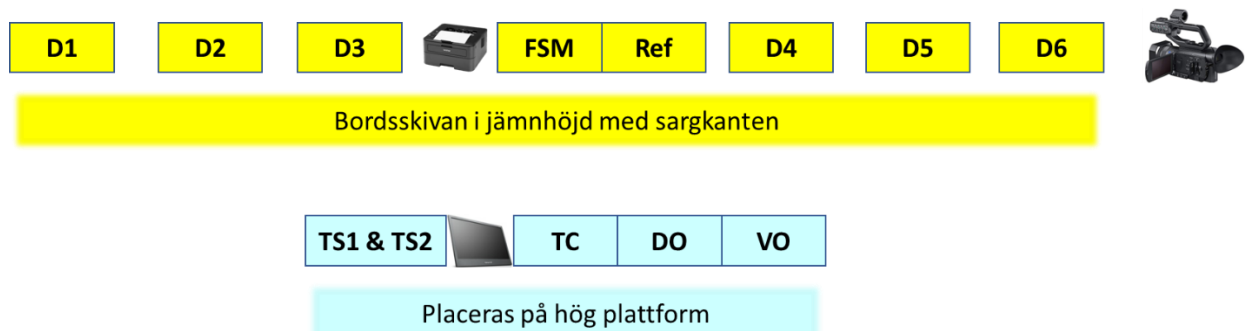 D1 D2 D3 FSM Ref D4 D5 D6
Bordsskivan i jämnhöjd med sargkanten
TS1 & TS2 TC DO VO
Placeras på hög plattform